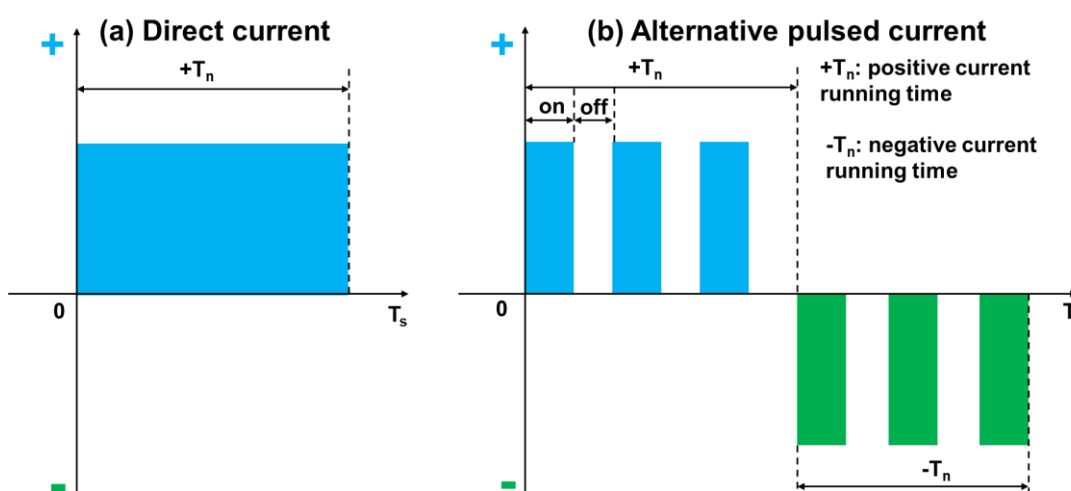 (a) Direct current
+
+Tn
0
Ts
-
(b) Alternative pulsed current
+
+Tn
on
off
+Tn: positive current
running time
-Tn: negative current
running time
0
T
-Tn
-